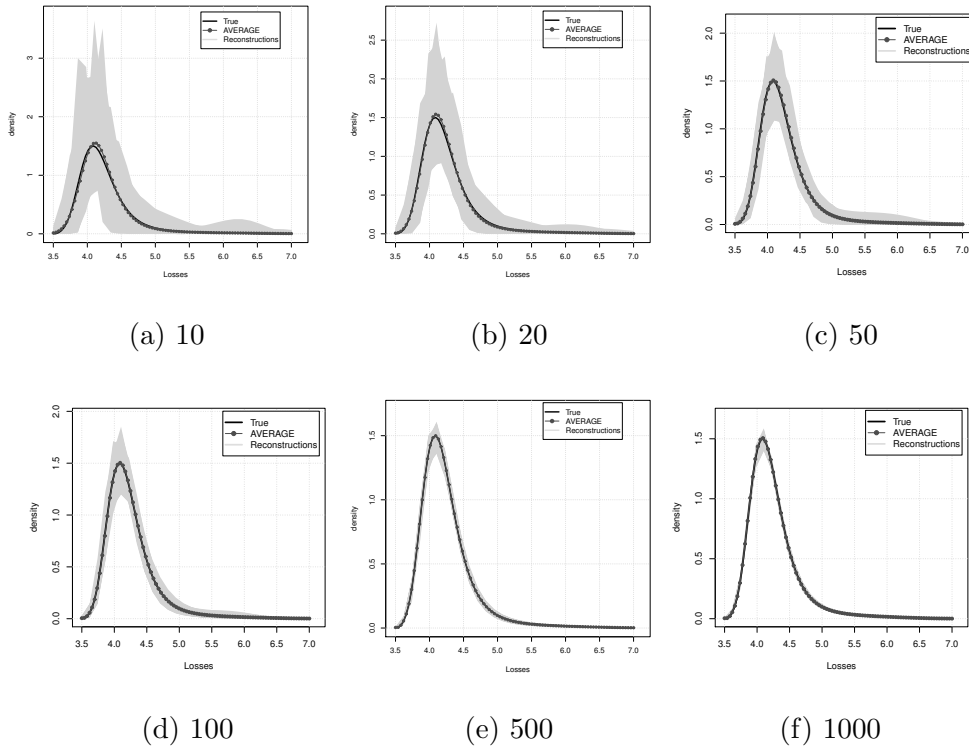 True
AVERAGE
Reconstructions
density
0 1 2 3
3.5 4.0 4.5 5.0 5.5 6.0 6.5 7.0
Losses
(a) 10
True
AVERAGE
Reconstructions
density
0.0 0.5 1.0 1.5 2.0 2.5
3.5 4.0 4.5 5.0 5.5 6.0 6.5 7.0
Losses
(b) 20
True
AVERAGE
Reconstructions
density
0.0 0.5 1.0 1.5 2.0
3.5 4.0 4.5 5.0 5.5 6.0 6.5 7.0
Losses
(c) 50
True
AVERAGE
Reconstructions
density
0.0 0.5 1.0 1.5 2.0
3.5 4.0 4.5 5.0 5.5 6.0 6.5 7.0
Losses
(d) 100
True
AVERAGE
Reconstructions
density
0.0 0.5 1.0 1.5
3.5 4.0 4.5 5.0 5.5 6.0 6.5 7.0
Losses
(e) 500
True
AVERAGE
Reconstructions
density
0.0 0.5 1.0 1.5
3.5 4.0 4.5 5.0 5.5 6.0 6.5 7.0
Losses
(f) 1000